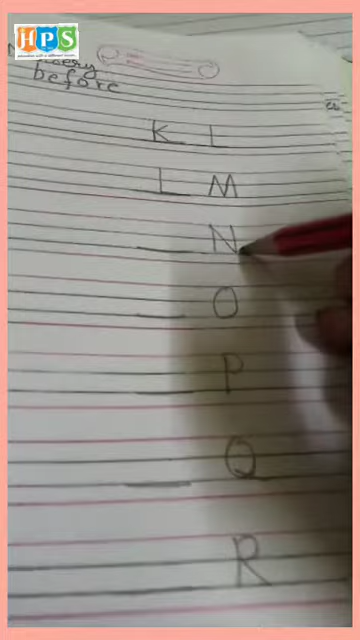 HPS
before
K L
L M
_ N
_ O
_ P
_ Q
R